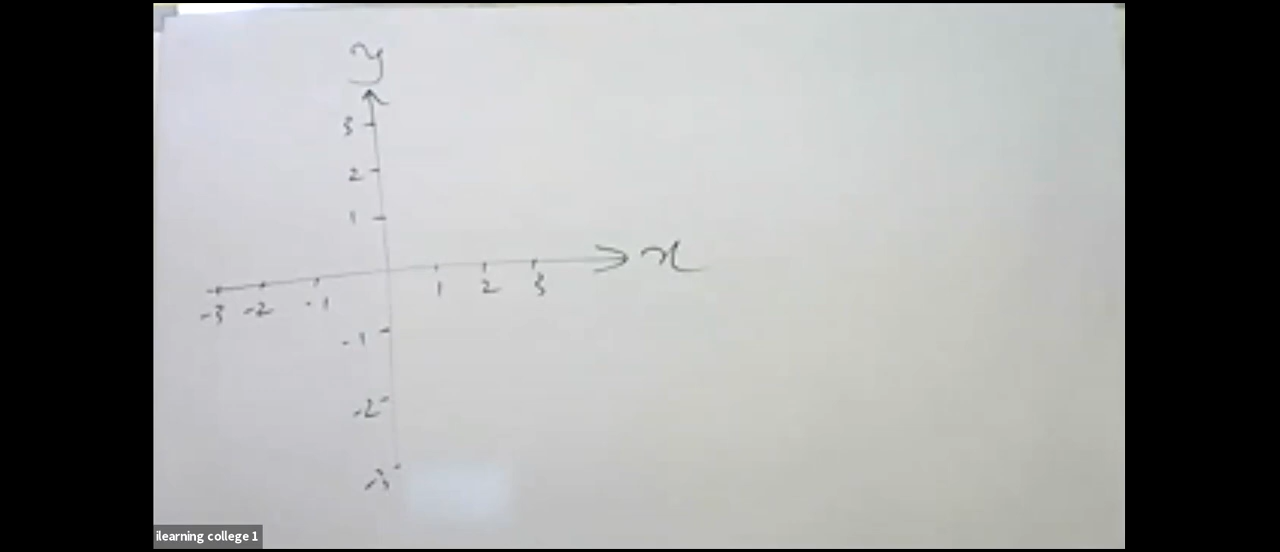 y
3
2
1
x
1 2 3
-3 -2 -1
-1
-2
-3
ilearning college 1